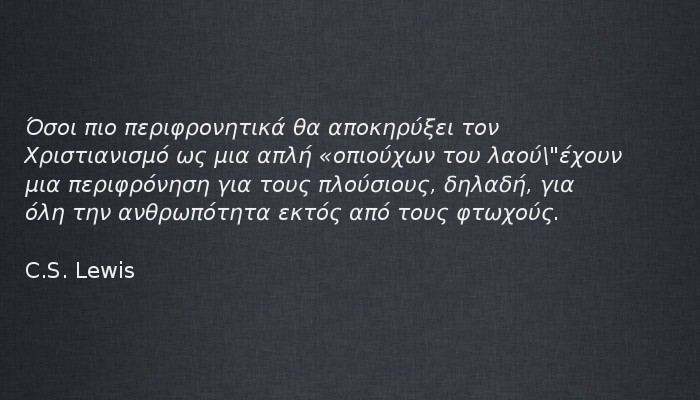 Όσοι πιο περιφρονητικά θα αποκηρύξει τον
Χριστιανισμό ως μια απλή «οπιούχων του λαού\"έχουν
μια περιφρόνηση για τους πλούσιους, δηλαδή, για
όλη την ανθρωπότητα εκτός από τους φτωχούς.
C.S. Lewis